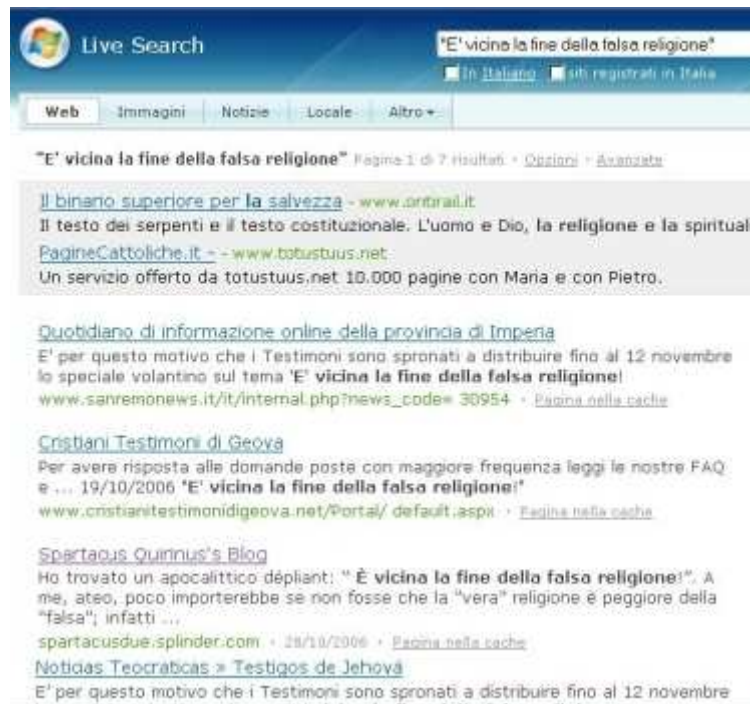 Live Search
"E' vicina la fine della falsa religione"
In Italiano siti registrati in Italia
Web Immagini Notizie Locale Altro
"E' vicina la fine della falsa religione" Pagina 1 di 7 risultati · Opzioni · Avanzate
Il binario superiore per la salvezza - www.ontrail.it
Il testo dei serpenti e il testo costituzionale. L'uomo e Dio, la religione e la spiritual
PagineCattoliche.it - - www.totustuus.net
Un servizio offerto da totustuus.net 10.000 pagine con Maria e con Pietro.
Quotidiano di informazione online della provincia di Imperia
E' per questo motivo che i Testimoni sono spronati a distribuire fino al 12 novembre
lo speciale volantino sul tema 'E' vicina la fine della falsa religione!
www.sanremonews.it/it/internal.php?news_code= 30954 · Pagina nella cache
Cristiani Testimoni di Geova
Per avere risposta alle domande poste con maggiore frequenza leggi le nostre FAQ
e ... 19/10/2006 "E' vicina la fine della falsa religione!"
www.cristianitestimonidigeova.net/Portal/ default.aspx · Pagina nella cache
Spartacus Quirinus's Blog
Ho trovato un apocalittico dépliant: " È vicina la fine della falsa religione!". A
me, ateo, poco importerebbe se non fosse che la "vera" religione è peggiore della
"falsa"; infatti ...
spartacusdue.splinder.com · 28/10/2006 · Pagina nella cache
Noticias Teocraticas » Testigos de Jehová
E' per questo motivo che i Testimoni sono spronati a distribuire fino al 12 novembre